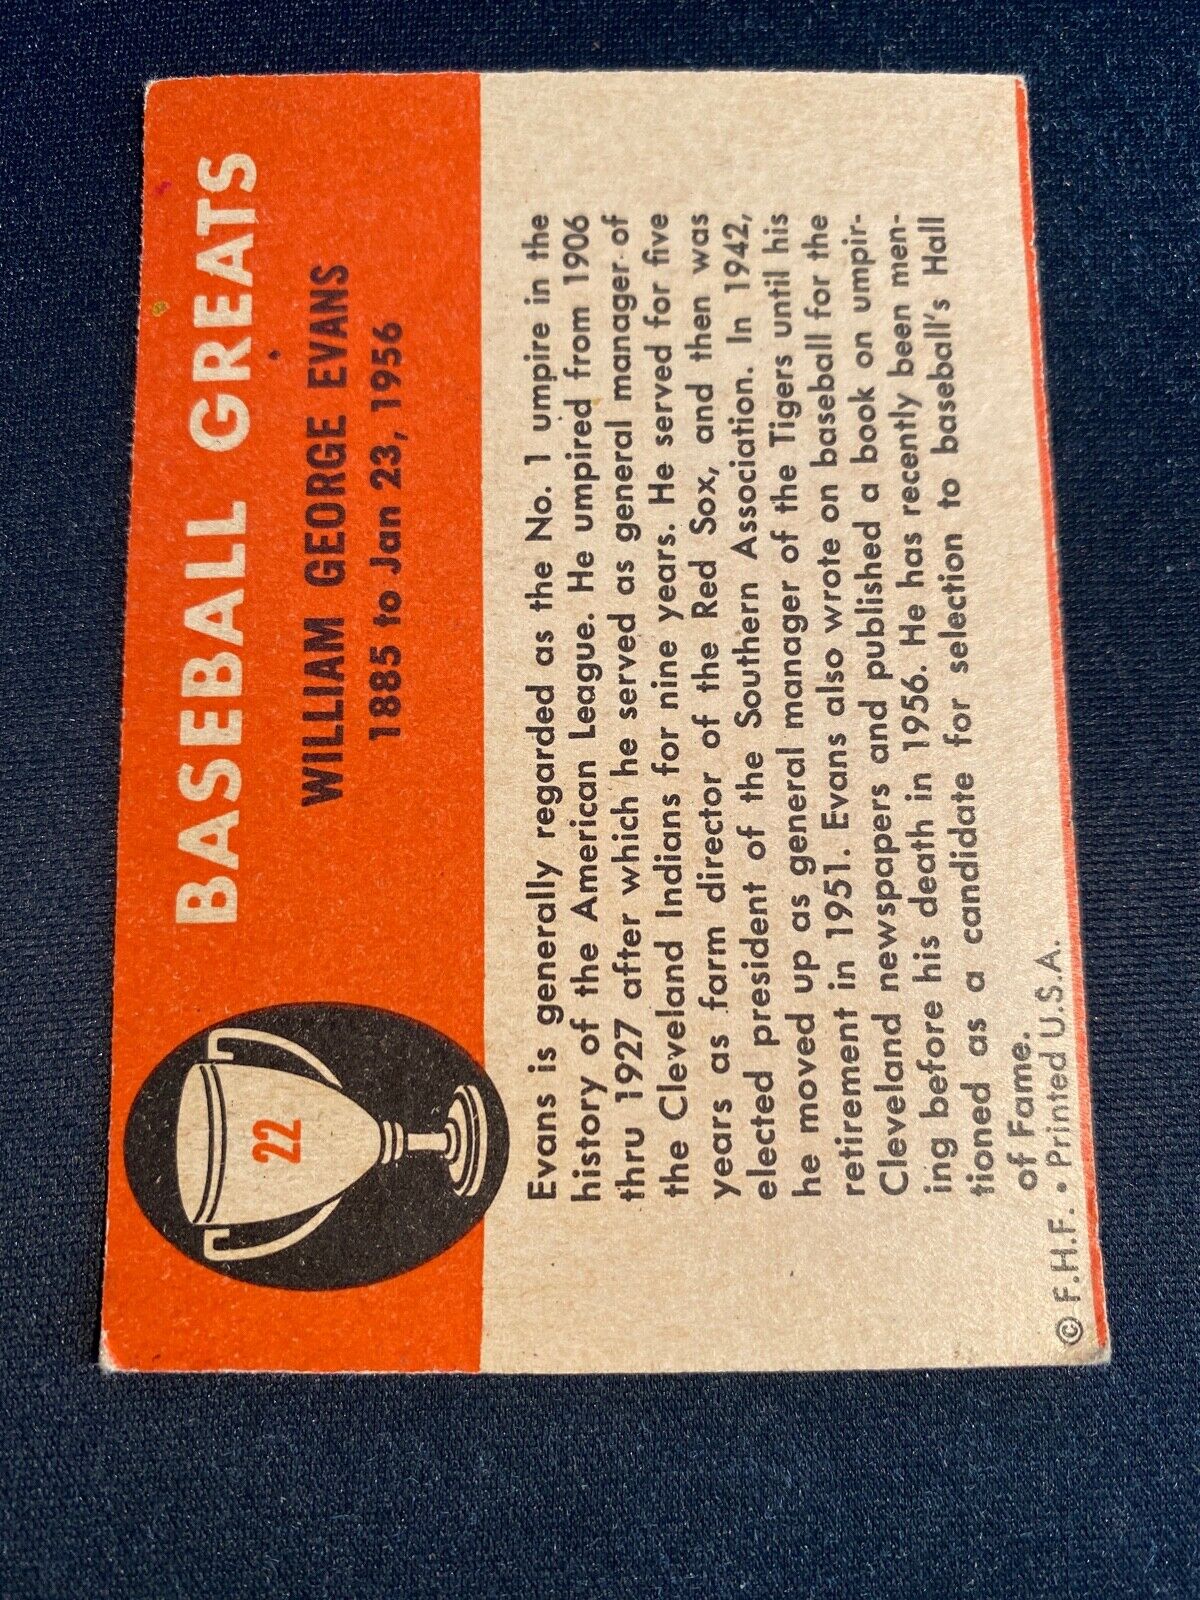 BASEBALL GREATS
WILLIAM GEORGE EVANS
1885 to Jan 23, 1956
22
Evans is generally regarded as the No. 1 umpire in the
history of the American League. He umpired from 1906
thru 1927 after which he served as general manager of
the Cleveland Indians for nine years. He served for five
years as farm director of the Red Sox, and then was
elected president of the Southern Association. In 1942,
he moved up as general manager of the Tigers until his
retirement in 1951. Evans also wrote on baseball for the
Cleveland newspapers and published a book on umpir-
ing before his death in 1956. He has recently been men-
tioned as a candidate for selection to baseball's Hall
of Fame.
© F.H.F. • Printed U.S.A.